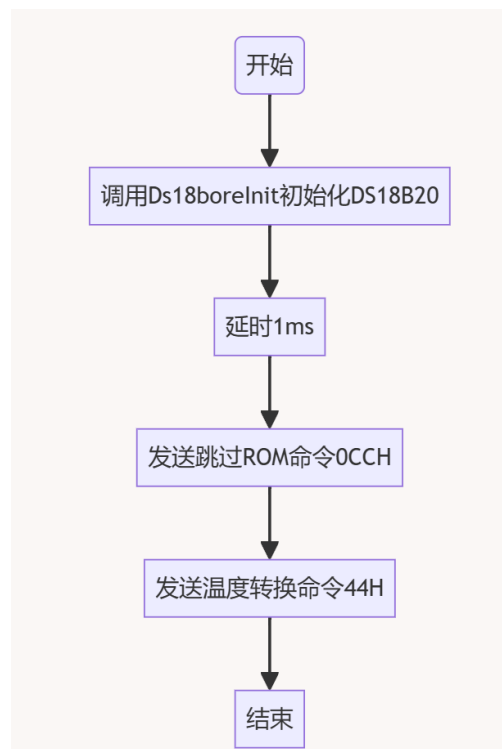 开始
调用Ds18boreInit初始化DS18B20
延时1ms
发送跳过ROM命令0CCH
发送温度转换命令44H
结束